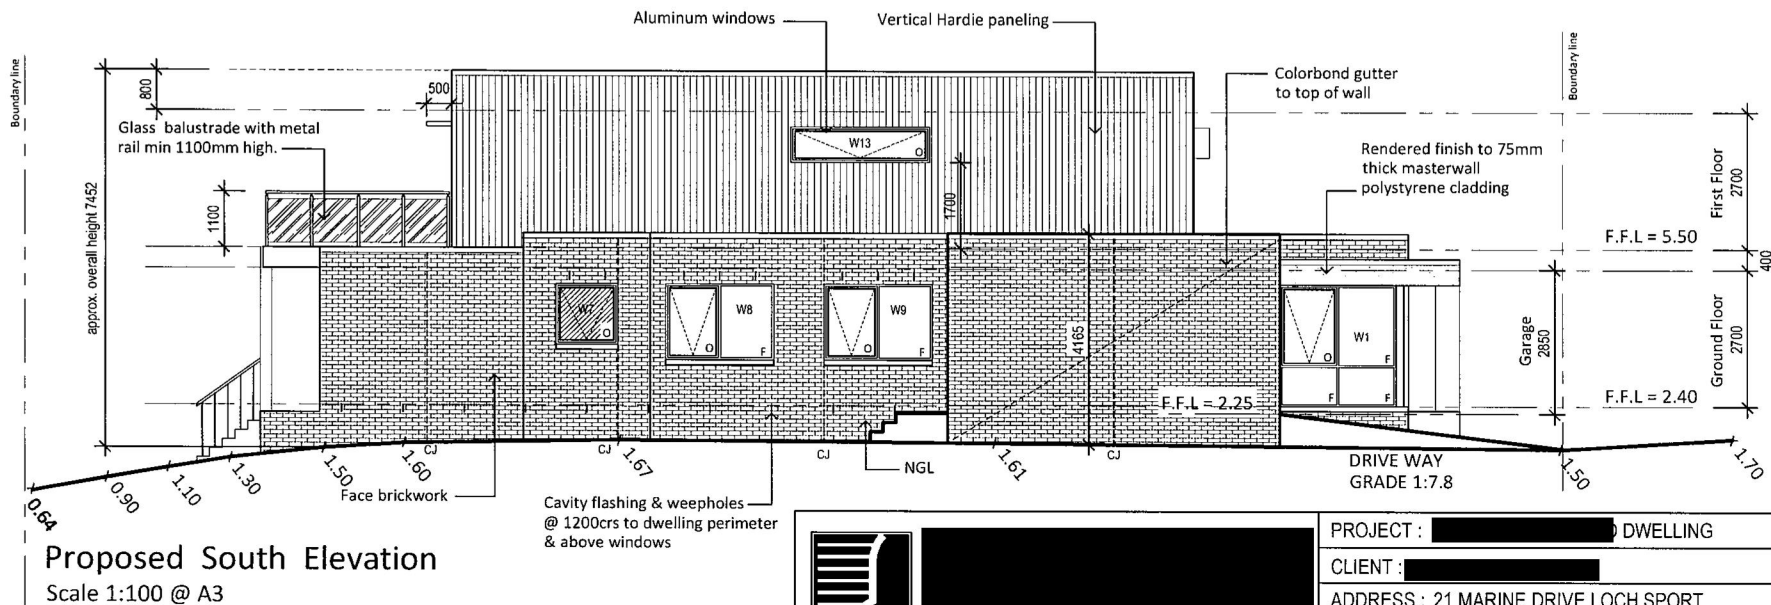 Aluminum windows
Vertical Hardie paneling
Boundary line
Boundary line
Colorbond gutter
to top of wall
800
500
Glass balustrade with metal
rail min 1100mm high.
W13
O
Rendered finish to 75mm
thick masterwall
polystyrene cladding
approx. overall height 7452
1100
1700
First Floor
2700
F.F.L = 5.50
400
W7
O
W8
O
F
W9
O
F
4165
W1
O
F
F
F
Garage
2850
Ground Floor
2700
F.F.L = 2.25
F.F.L = 2.40
CJ
CJ
CJ
CJ
NGL
0.64
0.90
1.10
1.30
1.50
1.60
1.67
1.61
1.50
1.70
DRIVE WAY
GRADE 1:7.8
Face brickwork
Cavity flashing & weepholes
@ 1200crs to dwelling perimeter
& above windows
Proposed South Elevation
Scale 1:100 @ A3
PROJECT : DWELLING
CLIENT :
ADDRESS : 21 MARINE DRIVE LOCH SPORT